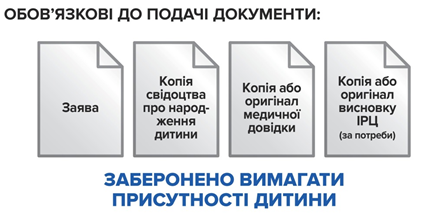 ОБОВ’ЯЗКОВІ ДО ПОДАЧІ ДОКУМЕНТИ:
Заява
Копія
свідоцтва
про народ-
ження
дитини
Копія або
оригінал
медичної
довідки
Копія або
оригінал
висновку
ІРЦ
(за потреби)
ЗАБЕРОНЕНО ВИМАГАТИ
ПРИСУТНОСТІ ДИТИНИ